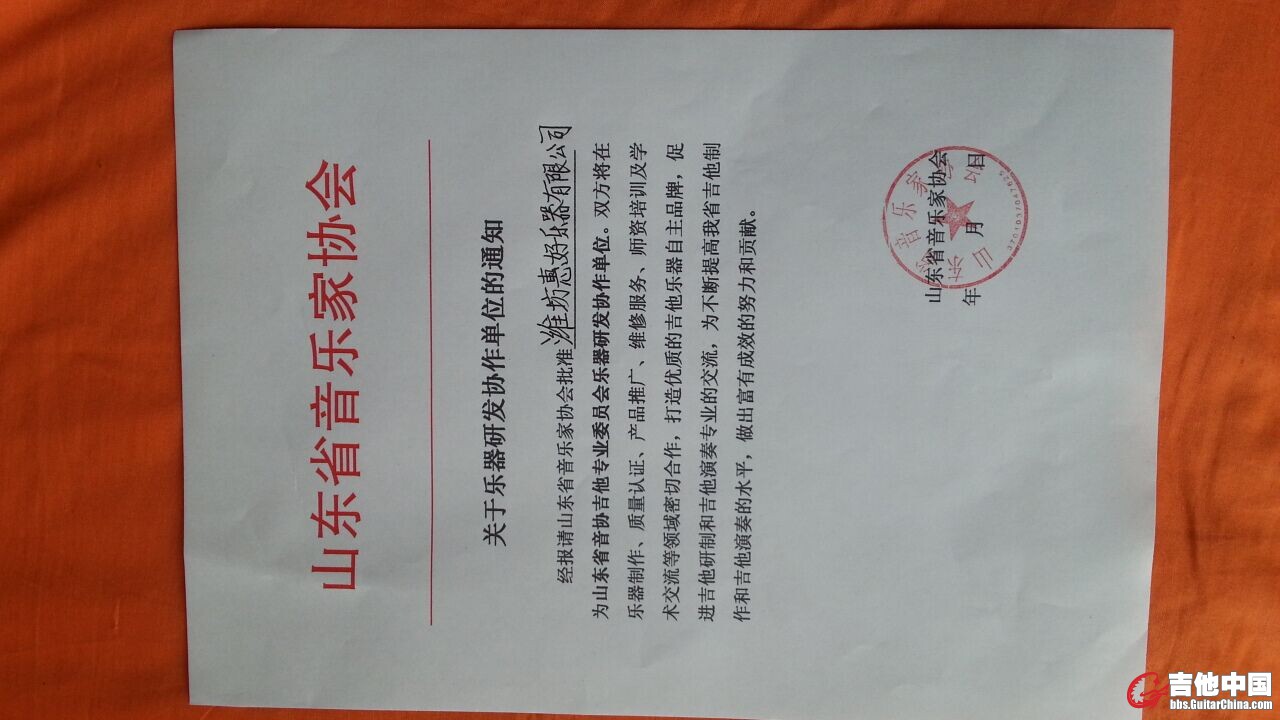 山东省音乐家协会
关于乐器研发协作单位的通知
经报请山东省音乐家协会批准潍坊惠好乐器有限公司
为山东省音协吉他专业委员会乐器研发协作单位。双方将在
乐器制作、质量认证、产品推广、维修服务、师资培训及学
术交流等领域密切合作，打造优质的吉他乐器自主品牌，促
进吉他研制和吉他演奏专业的交流，为不断提高我省吉他制
作和吉他演奏的水平，做出富有成效的努力和贡献。
山东省音乐家协会
年 月 日
音乐家
吉他中国
bbs.GuitarChina.com